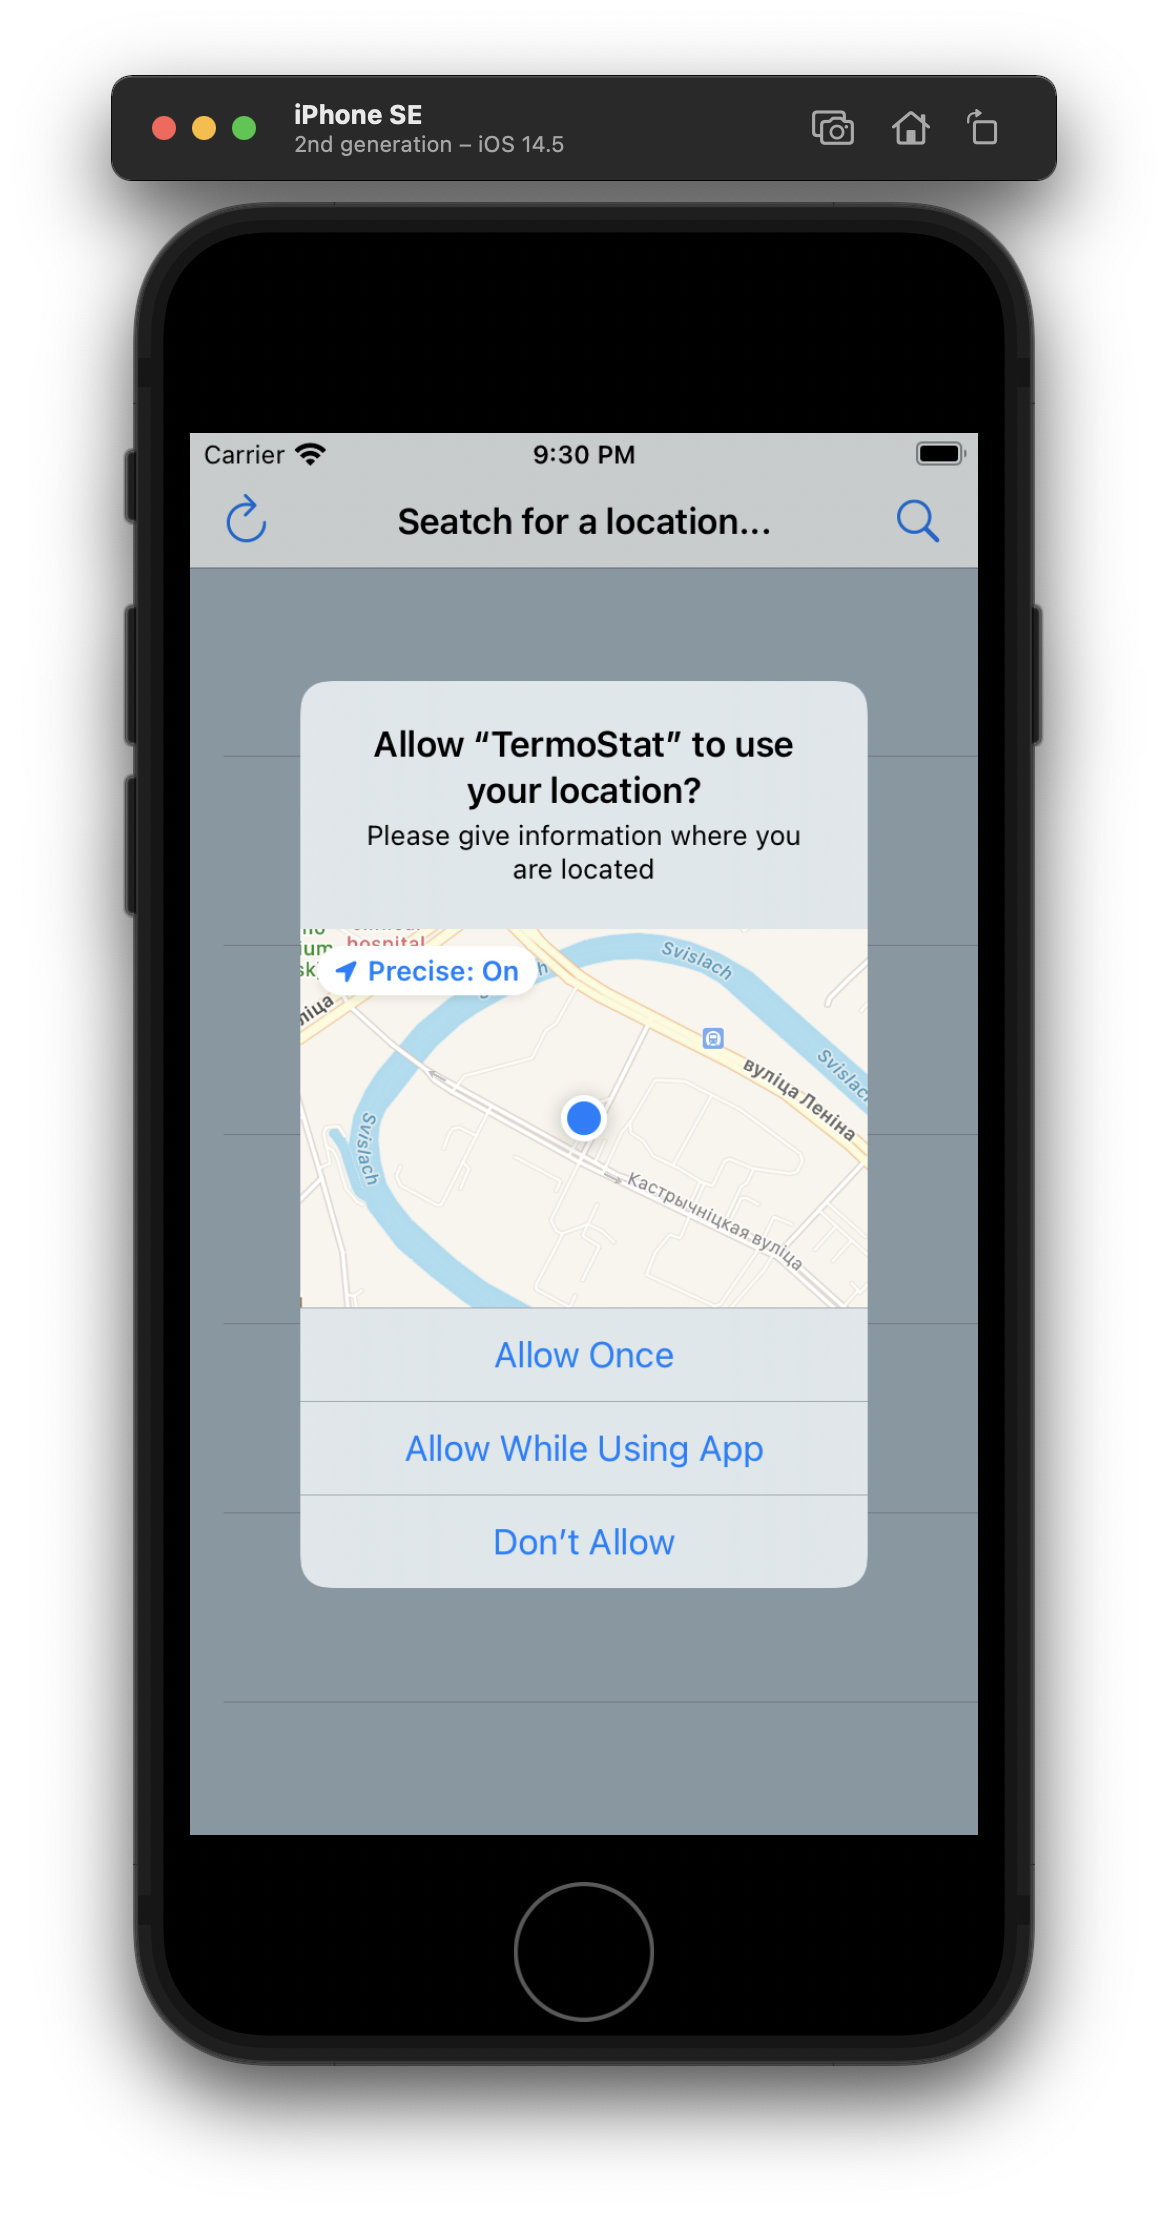 iPhone SE
2nd generation – iOS 14.5
Carrier
9:30 PM
Seatch for a location...
Allow “TermoStat” to use
your location?
Please give information where you
are located
hospital
Precise: On
Svislach
Svislach
вуліца Леніна
Svislach
Кастрычніцкая вуліца
Allow Once
Allow While Using App
Don’t Allow